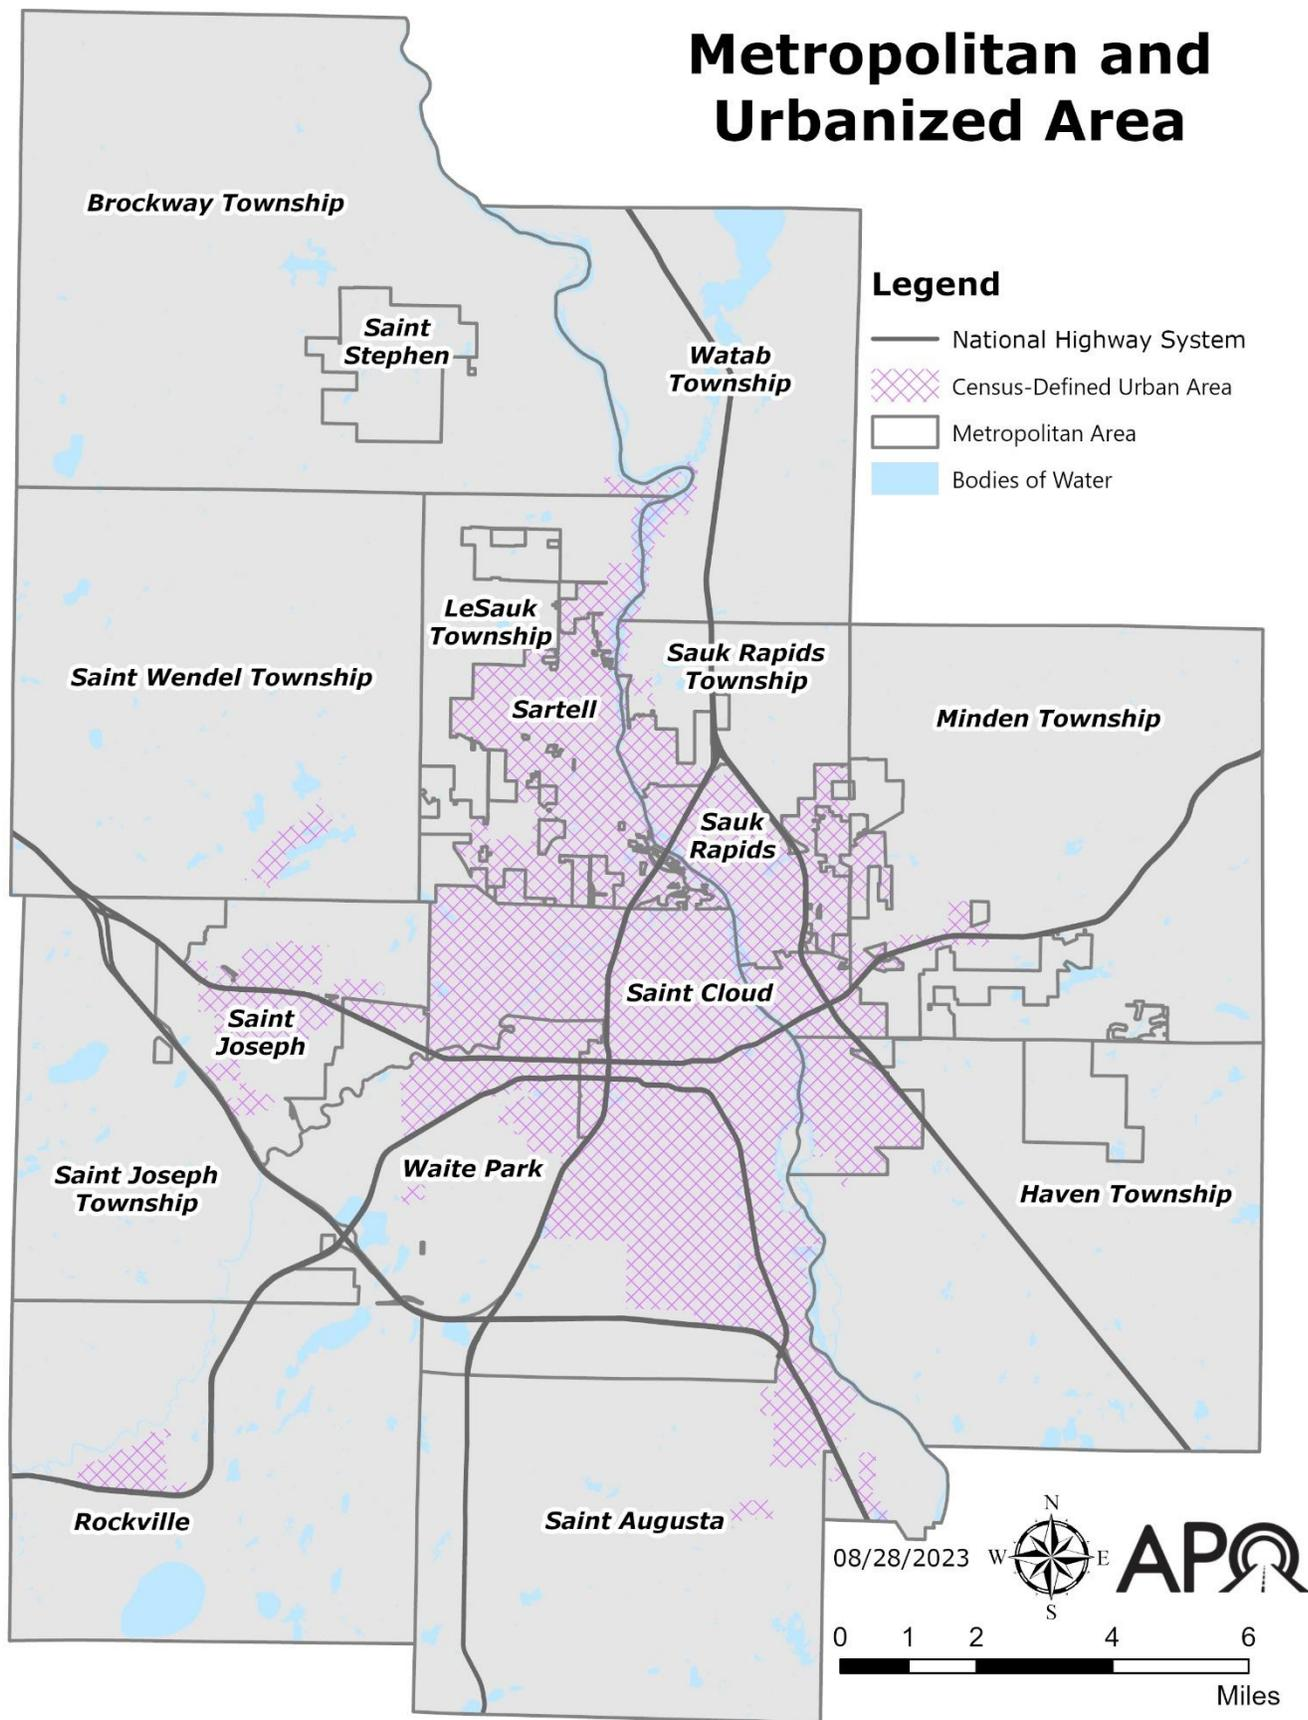 Metropolitan and
Urbanized Area
Brockway Township
Legend
Saint
Stephen
National Highway System
Watab
Township
Census-Defined Urban Area
Metropolitan Area
Bodies of Water
LeSauk
Township
Sauk Rapids
Township
Saint Wendel Township
Sartell
Minden Township
Sauk
Rapids
Saint Cloud
Saint
Joseph
Waite Park
Saint Joseph
Township
Haven Township
Rockville
Saint Augusta
08/28/2023
N
W
E
S
APO
0 1 2 4 6
Miles